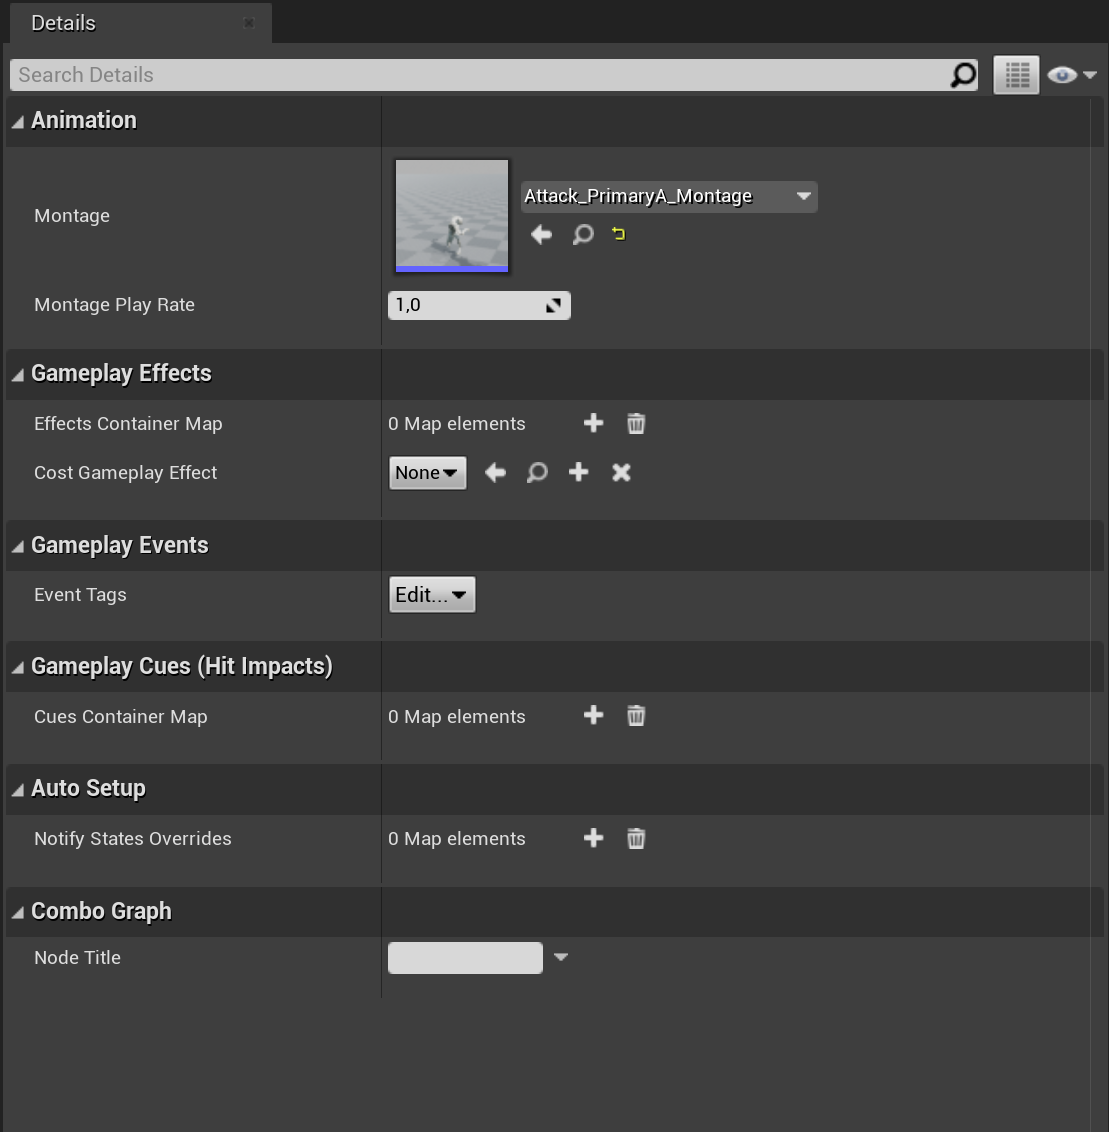 Details
Search Details
Animation
Montage
Attack_PrimaryA_Montage
Montage Play Rate
1,0
Gameplay Effects
Effects Container Map
0 Map elements
Cost Gameplay Effect
None
Gameplay Events
Event Tags
Edit...
Gameplay Cues (Hit Impacts)
Cues Container Map
0 Map elements
Auto Setup
Notify States Overrides
0 Map elements
Combo Graph
Node Title